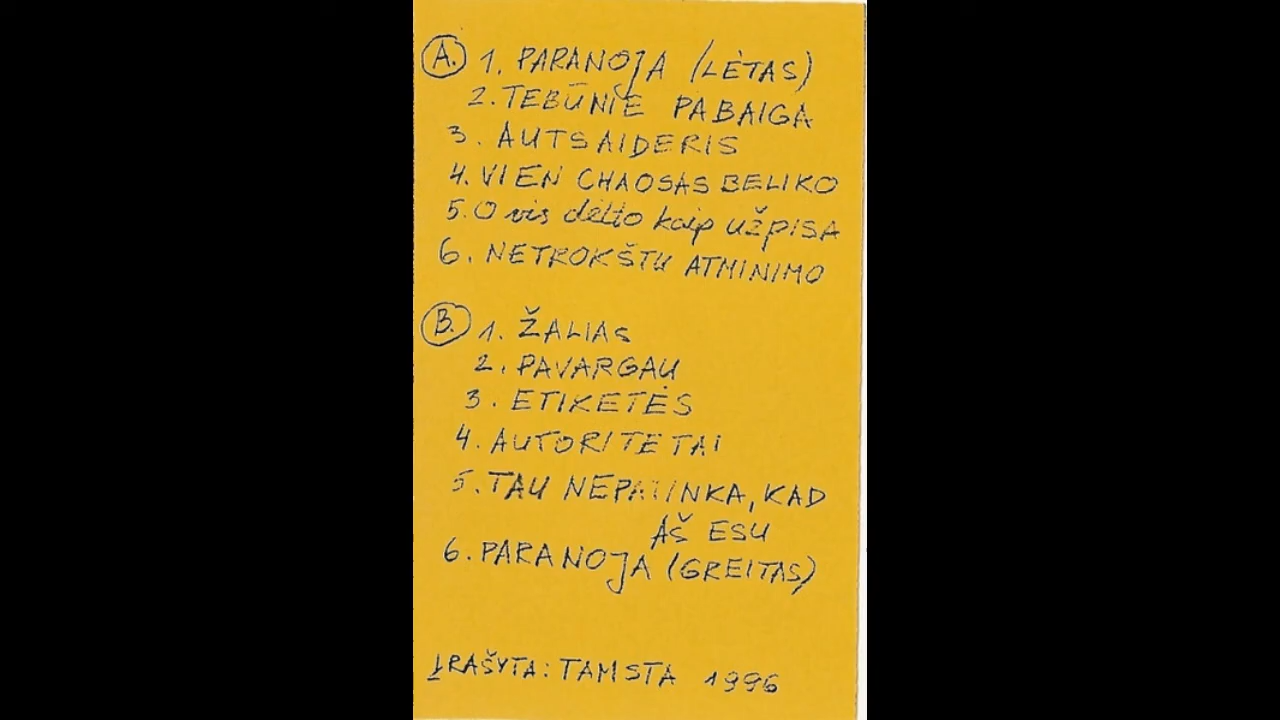 A. 1. PARANOJA (LĖTAS)
2. TEBŪNIE PABAIGA
3. AUTSAIDERIS
4. VIEN CHAOSAS BELIKO
5. O vis dėlto kaip UŽPISA
6. NETROKŠTU ATMINIMO
B. 1. ŽALIAS
2. PAVARGAU
3. ETIKETĖS
4. AUTORITETAI
5. TAU NEPATINKA, KAD
AŠ ESU
6. PARANOJA (GREITAS)
ĮRAŠYTA: TAMSTA 1996